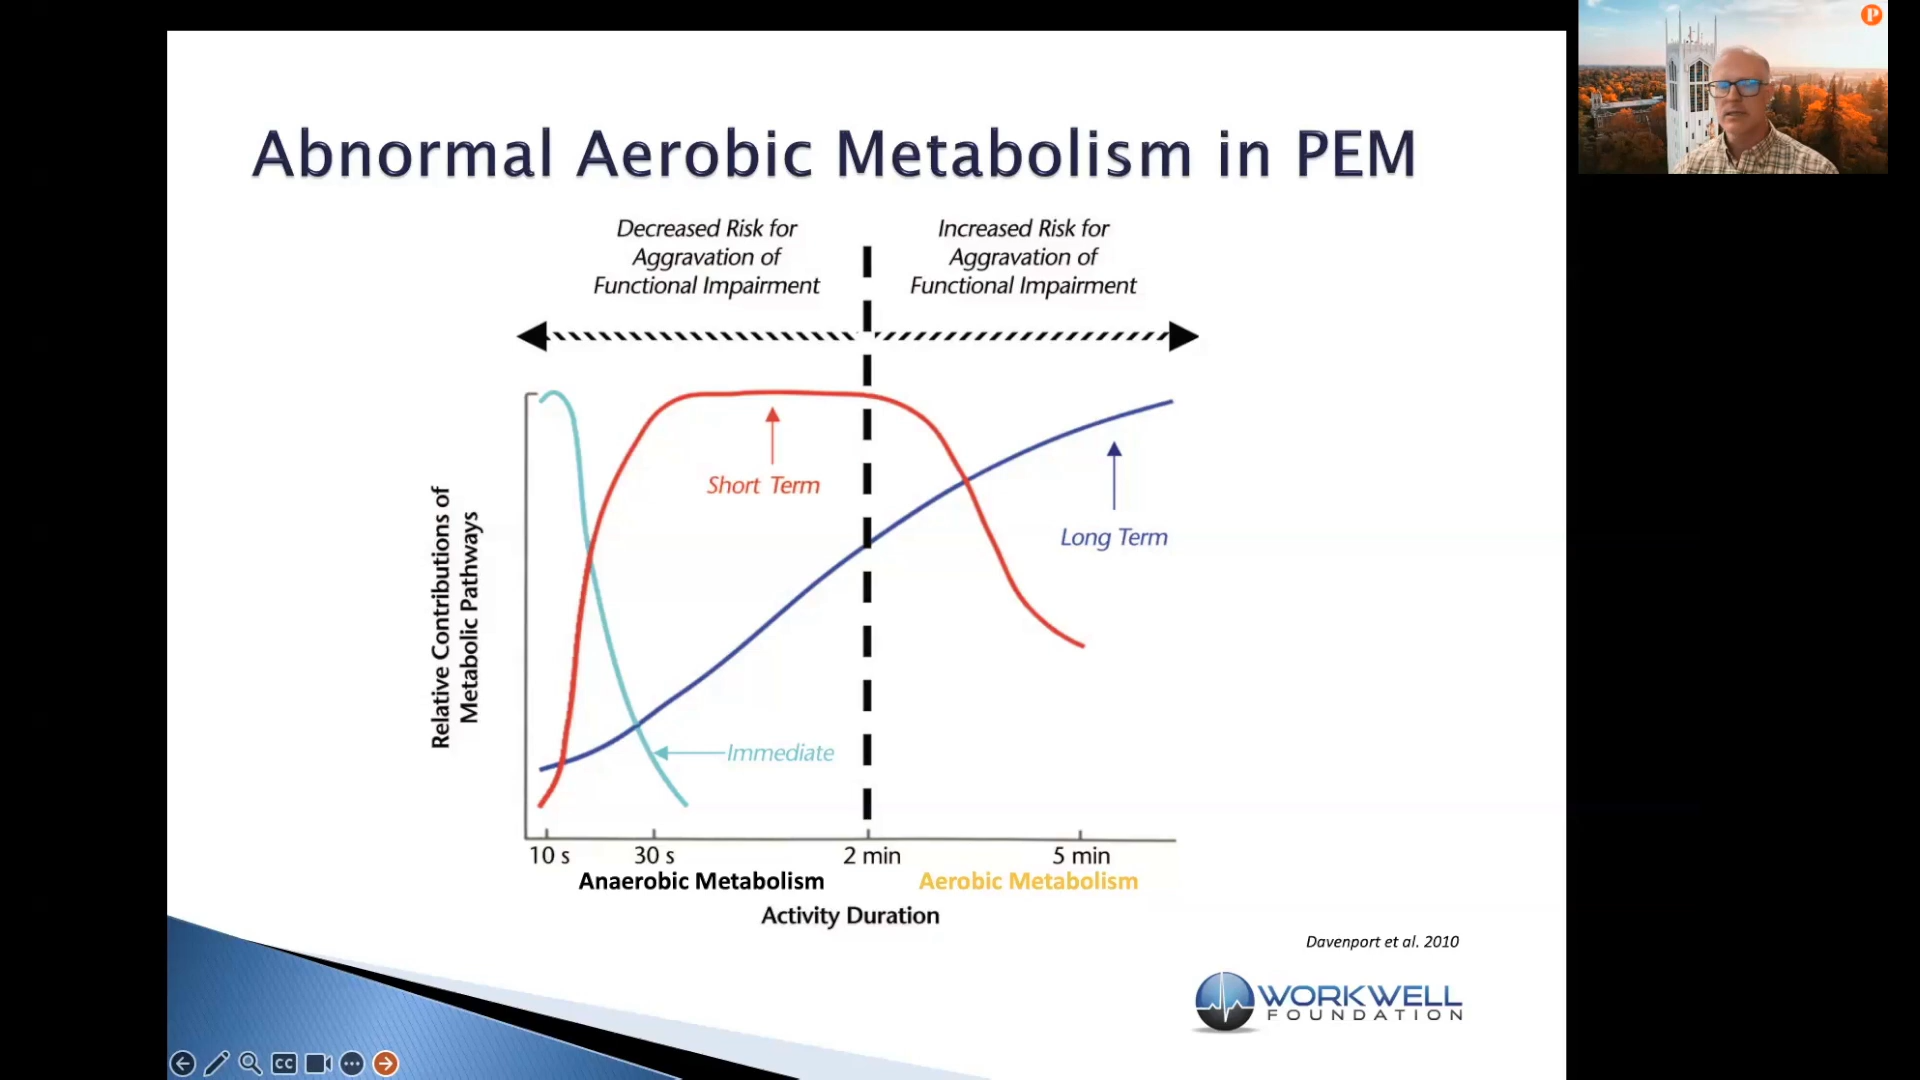 P
Abnormal Aerobic Metabolism in PEM
Decreased Risk for
Aggravation of
Functional Impairment
Increased Risk for
Aggravation of
Functional Impairment
Relative Contributions of
Metabolic Pathways
Short Term
Long Term
Immediate
10 s
30 s
2 min
5 min
Anaerobic Metabolism
Aerobic Metabolism
Activity Duration
Davenport et al. 2010
WORKWELL
FOUNDATION
CC